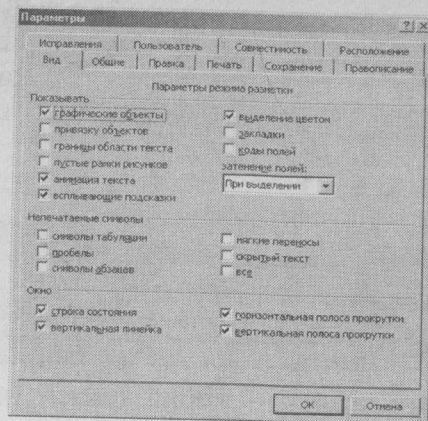 Параметры
Исправления Пользователь Совместимость Расположение
Вид Общие Правка Печать Сохранение Правописание
Параметры режима разметки
Показывать
графические объекты
привязку объектов
границы области текста
пустые рамки рисунков
анимация текста
всплывающие подсказки
выделение цветом
закладки
коды полей
затенение полей:
При выделении
Непечатаемые символы
символы табуляции
пробелы
символы абзацев
мягкие переносы
скрытый текст
все
Окно
строка состояния
вертикальная линейка
горизонтальная полоса прокрутки
вертикальная полоса прокрутки
ОК Отмена